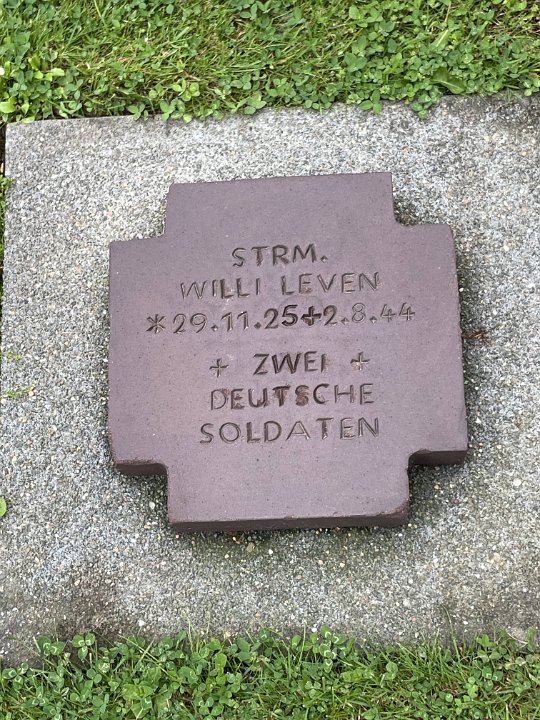 STRM.
WILLI LEVEN
*29.11.25+2.8.44
+ ZWEI +
DEUTSCHE
SOLDATEN